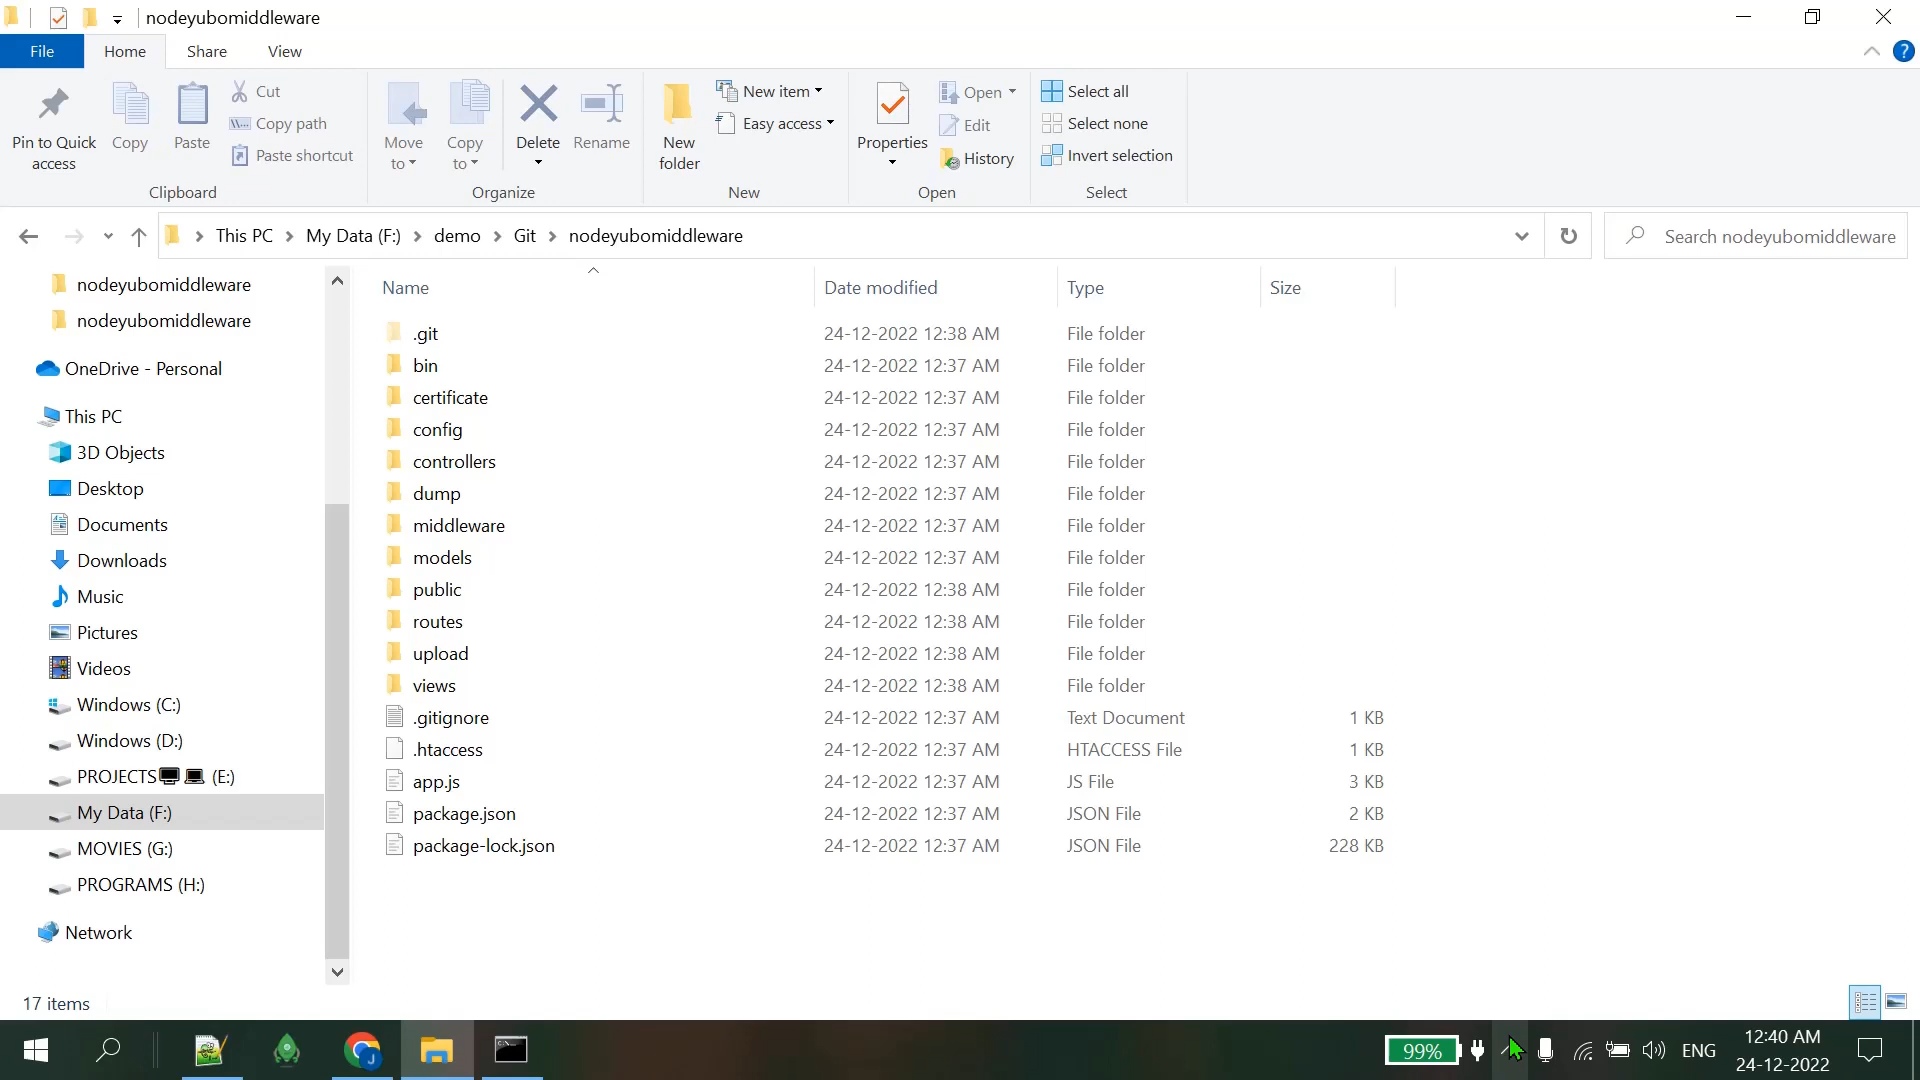 nodeyubomiddleware
File Home Share View
Pin to Quick access
Copy
Paste
Cut
Copy path
Paste shortcut
Clipboard
Move to
Copy to
Delete
Rename
Organize
New folder
New item
Easy access
New
Properties
Open
Edit
History
Open
Select all
Select none
Invert selection
Select
This PC > My Data (F:) > demo > Git > nodeyubomiddleware
Search nodeyubomiddleware
nodeyubomiddleware
nodeyubomiddleware
OneDrive - Personal
This PC
3D Objects
Desktop
Documents
Downloads
Music
Pictures
Videos
Windows (C:)
Windows (D:)
PROJECTS🖥💻 (E:)
My Data (F:)
MOVIES (G:)
PROGRAMS (H:)
Network
Name Date modified Type Size
.git 24-12-2022 12:38 AM File folder
bin 24-12-2022 12:37 AM File folder
certificate 24-12-2022 12:37 AM File folder
config 24-12-2022 12:37 AM File folder
controllers 24-12-2022 12:37 AM File folder
dump 24-12-2022 12:37 AM File folder
middleware 24-12-2022 12:37 AM File folder
models 24-12-2022 12:37 AM File folder
public 24-12-2022 12:38 AM File folder
routes 24-12-2022 12:38 AM File folder
upload 24-12-2022 12:38 AM File folder
views 24-12-2022 12:38 AM File folder
.gitignore 24-12-2022 12:37 AM Text Document 1 KB
.htaccess 24-12-2022 12:37 AM HTACCESS File 1 KB
app.js 24-12-2022 12:37 AM JS File 3 KB
package.json 24-12-2022 12:37 AM JSON File 2 KB
package-lock.json 24-12-2022 12:37 AM JSON File 228 KB
17 items
99%
ENG
12:40 AM
24-12-2022